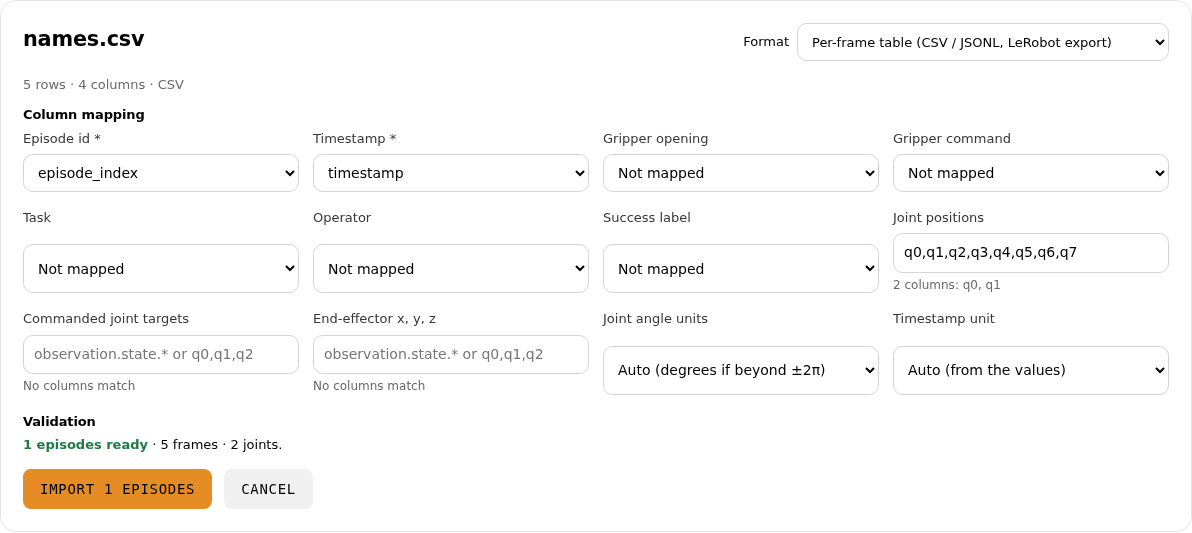 names.csv
Format
Per-frame table (CSV / JSONL, LeRobot export)
5 rows · 4 columns · CSV
Column mapping
Episode id *
Timestamp *
Gripper opening
Gripper command
episode_index
timestamp
Not mapped
Not mapped
Task
Operator
Success label
Joint positions
Not mapped
Not mapped
Not mapped
q0,q1,q2,q3,q4,q5,q6,q7
2 columns: q0, q1
Commanded joint targets
End-effector x, y, z
Joint angle units
Timestamp unit
observation.state.* or q0,q1,q2
observation.state.* or q0,q1,q2
Auto (degrees if beyond ±2π)
Auto (from the values)
No columns match
No columns match
Validation
1 episodes ready · 5 frames · 2 joints.
IMPORT 1 EPISODES
CANCEL